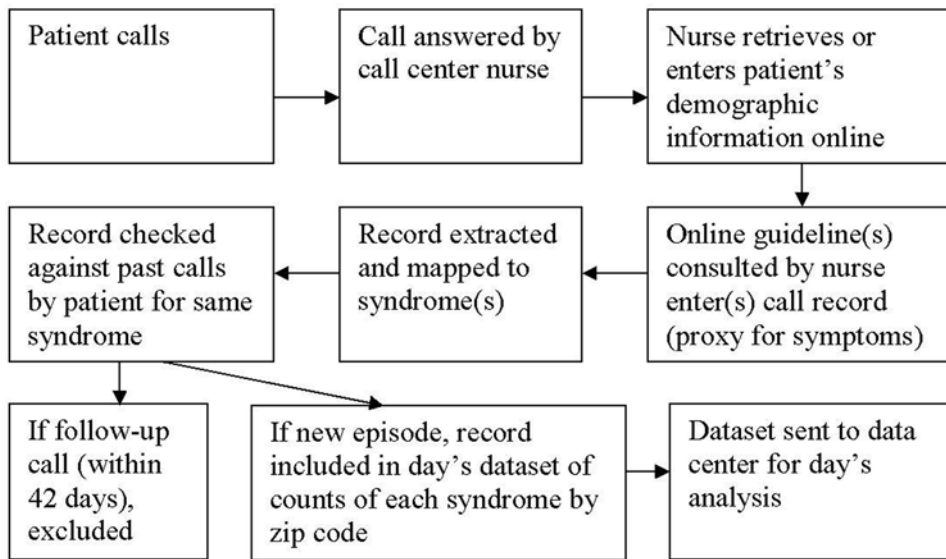 Patient calls
Call answered by
call center nurse
Nurse retrieves or
enters patient's
demographic
information online
Record checked
against past calls
by patient for same
syndrome
Record extracted
and mapped to
syndrome(s)
Online guideline(s)
consulted by nurse
enter(s) call record
(proxy for symptoms)
If follow-up
call (within
42 days),
excluded
If new episode, record
included in day's dataset of
counts of each syndrome by
zip code
Dataset sent to data
center for day's
analysis